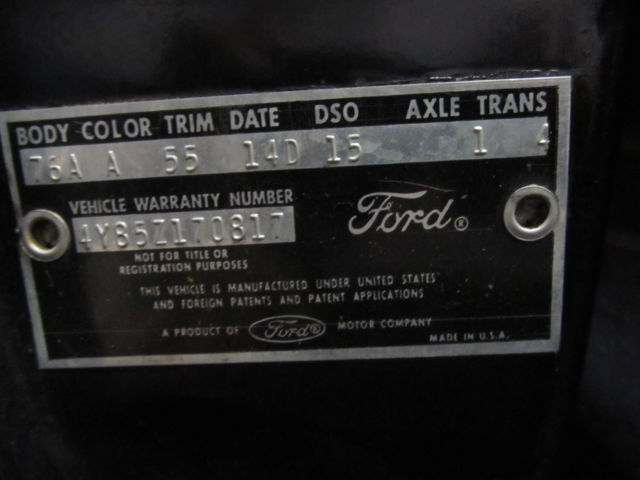 BODY COLOR TRIM DATE DSO AXLE TRANS
76A A 55 14D 15 1 4
VEHICLE WARRANTY NUMBER
4Y85Z170817
Ford®
NOT FOR TITLE OR
REGISTRATION PURPOSES
THIS VEHICLE IS MANUFACTURED UNDER UNITED STATES
AND FOREIGN PATENTS AND PATENT APPLICATIONS
A PRODUCT OF Ford® MOTOR COMPANY
MADE IN U.S.A.